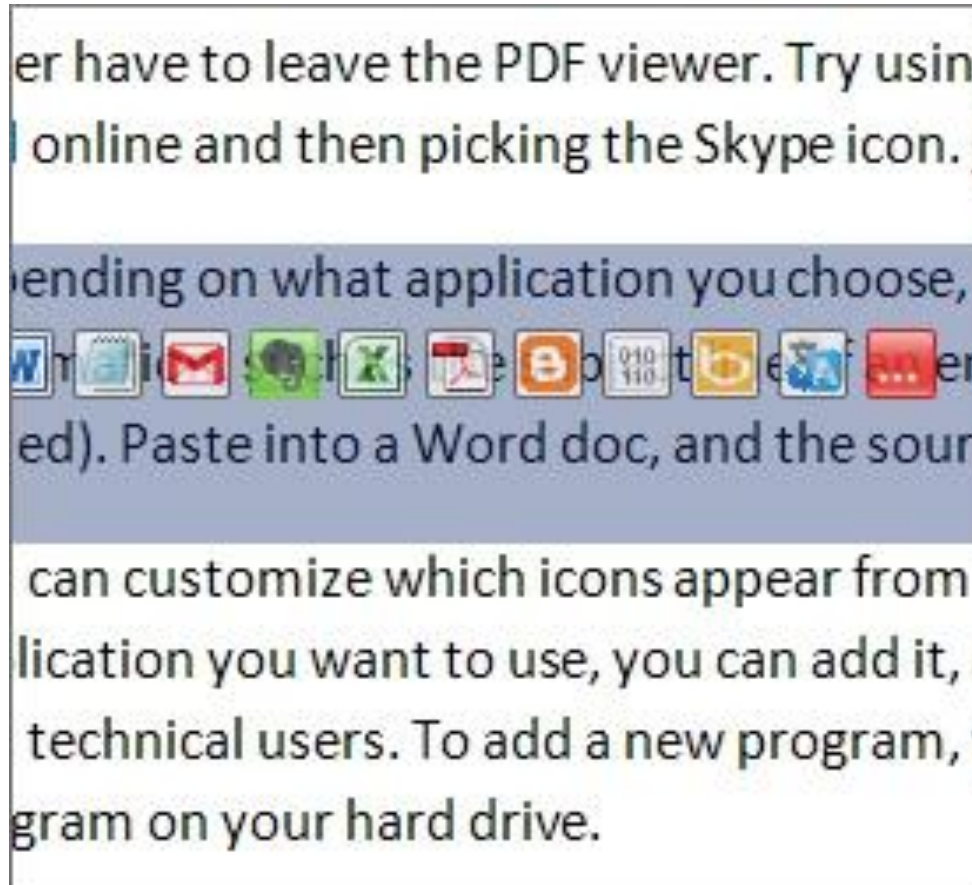 er have to leave the PDF viewer. Try usin
online and then picking the Skype icon.
ending on what application you choose,
ed). Paste into a Word doc, and the sour
can customize which icons appear from
lication you want to use, you can add it,
technical users. To add a new program,
gram on your hard drive.